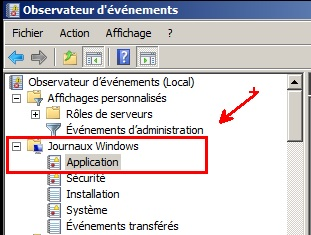 Observateur d'événements
Fichier Action Affichage ?
Observateur d'événements (Local)
Affichages personnalisés
Rôles de serveurs
Événements d'administration
Journaux Windows
Application
Sécurité
Installation
Système
Événements transférés